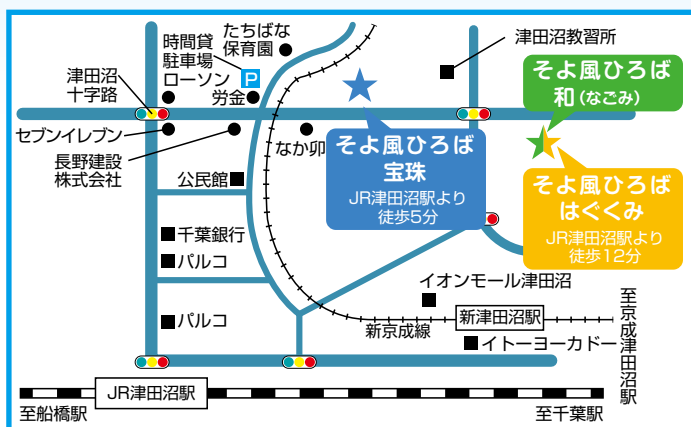 たちばな
保育園
時間貸
駐車場
P
ローソン
労金
津田沼
十字路
津田沼教習所
そよ風ひろば
和(なごみ)
セブンイレブン
長野建設
株式会社
なか卯
そよ風ひろば
宝珠
JR津田沼駅より
徒歩5分
そよ風ひろば
はぐくみ
JR津田沼駅より
徒歩12分
公民館
千葉銀行
パルコ
パルコ
イオンモール津田沼
新京成線
新津田沼駅
イトーヨーカドー
至京成津田沼駅
JR津田沼駅
至船橋駅
至千葉駅